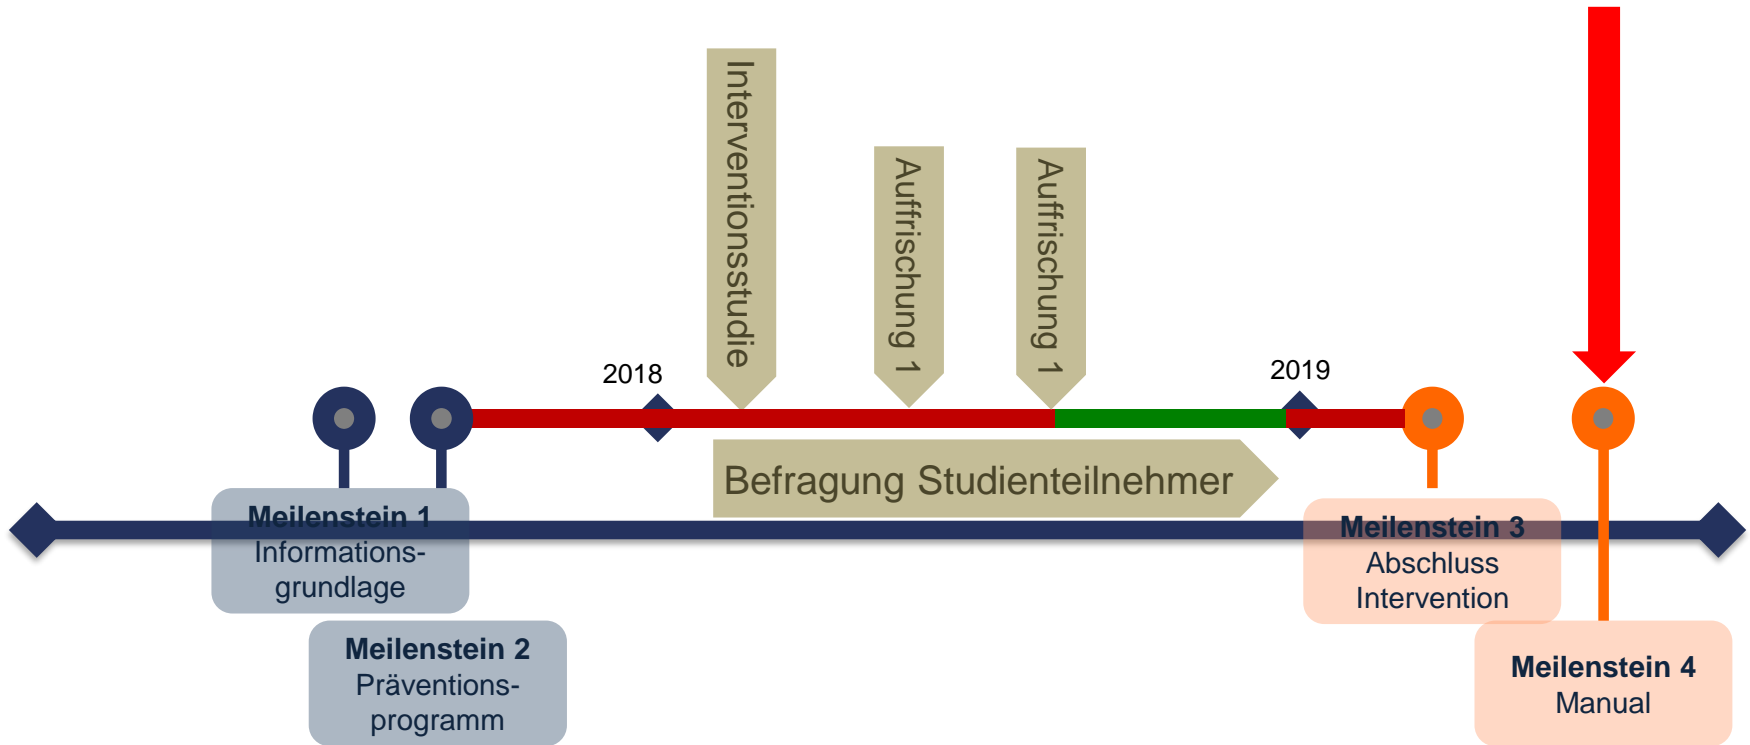 Interventionsstudie
Auffrischung 1
Auffrischung 1
2018
2019
Befragung Studienteilnehmer
Meilenstein 1
Informations-
grundlage
Meilenstein 2
Präventions-
programm
Meilenstein 3
Abschluss
Intervention
Meilenstein 4
Manual